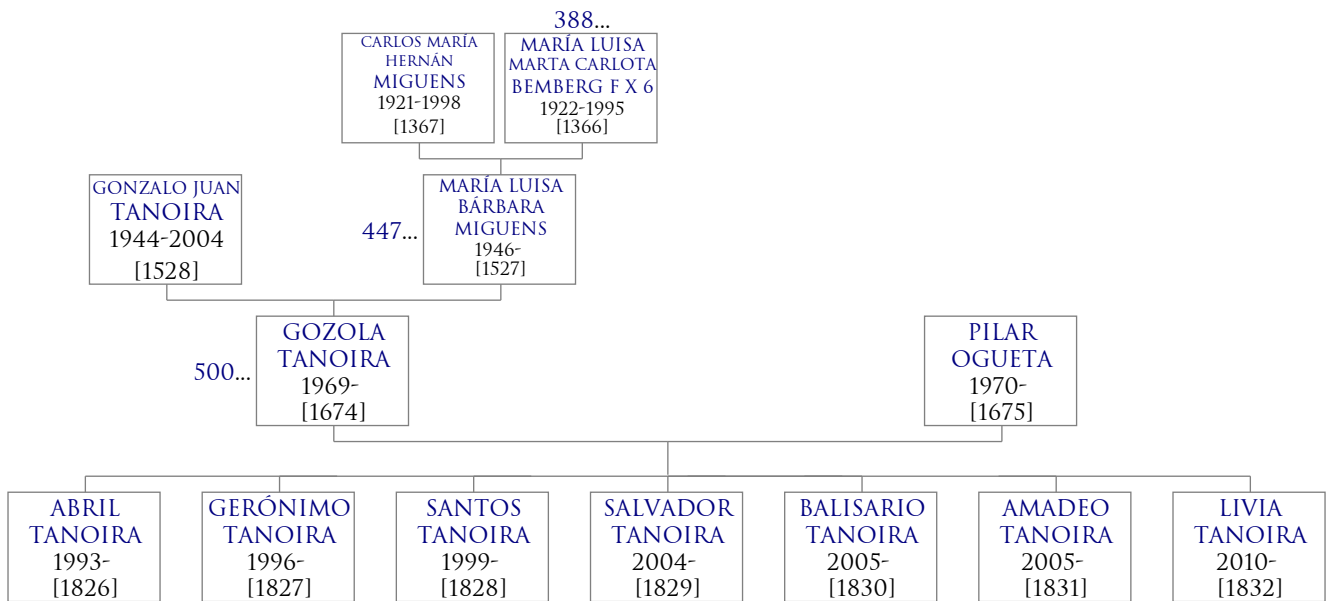 388...
CARLOS MARÍA
HERNÁN
MIGUENS
1921-1998
[1367]
MARÍA LUISA
MARTA CARLOTA
BEMBERG F X 6
1922-1995
[1366]
GONZALO JUAN
TANOIRA
1944-2004
[1528]
447...
MARÍA LUISA
BÁRBARA
MIGUENS
1946-
[1527]
500...
GOZOLA
TANOIRA
1969-
[1674]
PILAR
OGUETA
1970-
[1675]
ABRIL
TANOIRA
1993-
[1826]
GERÓNIMO
TANOIRA
1996-
[1827]
SANTOS
TANOIRA
1999-
[1828]
SALVADOR
TANOIRA
2004-
[1829]
BALISARIO
TANOIRA
2005-
[1830]
AMADEO
TANOIRA
2005-
[1831]
LIVIA
TANOIRA
2010-
[1832]